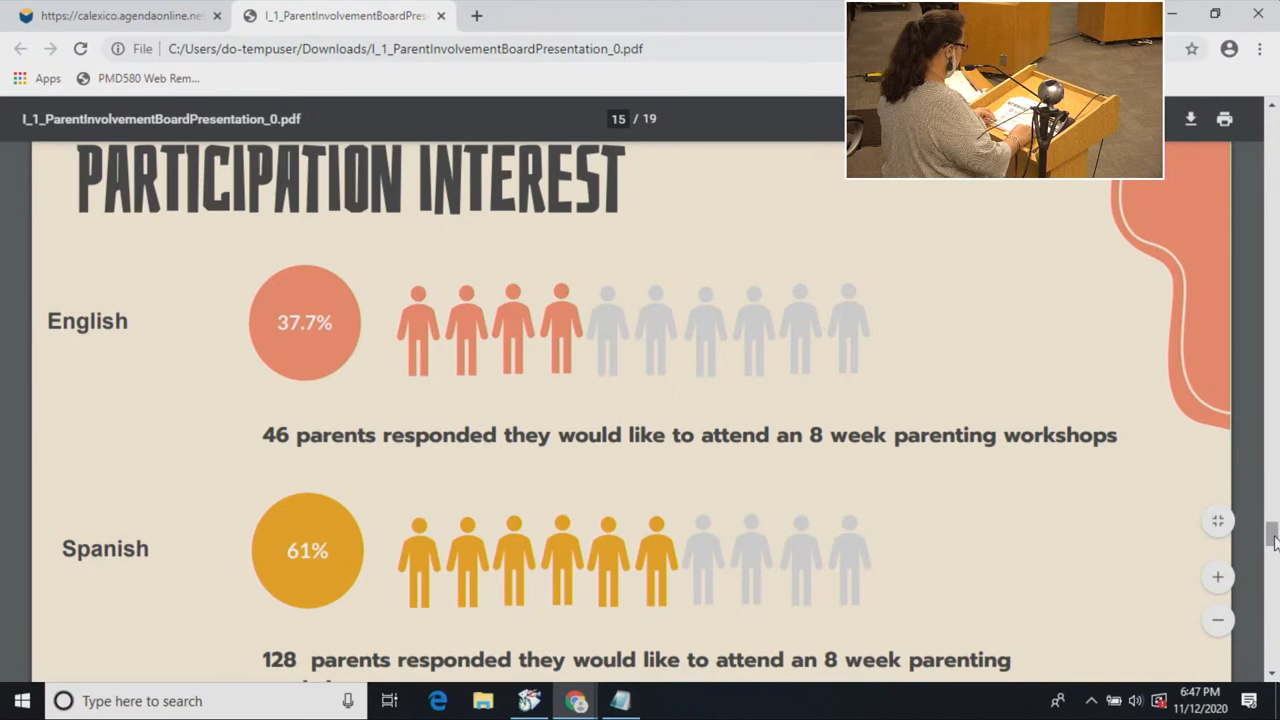 https://calexico.agendaonline.ne
I_1_ParentInvolvementBoardPrese
File
C:/Users/do-tempuser/Downloads/I_1_ParentInvolvementBoardPresentation_0.pdf
Apps
PMD580 Web Rem...
I_1_ParentInvolvementBoardPresentation_0.pdf
15 / 19
PARTICIPATION INTEREST
English
37.7%
46 parents responded they would like to attend an 8 week parenting workshops
Spanish
61%
128 parents responded they would like to attend an 8 week parenting
Type here to search
6:47 PM
11/12/2020